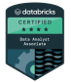 databricks
CERTIFIED
Data Analyst
Associate